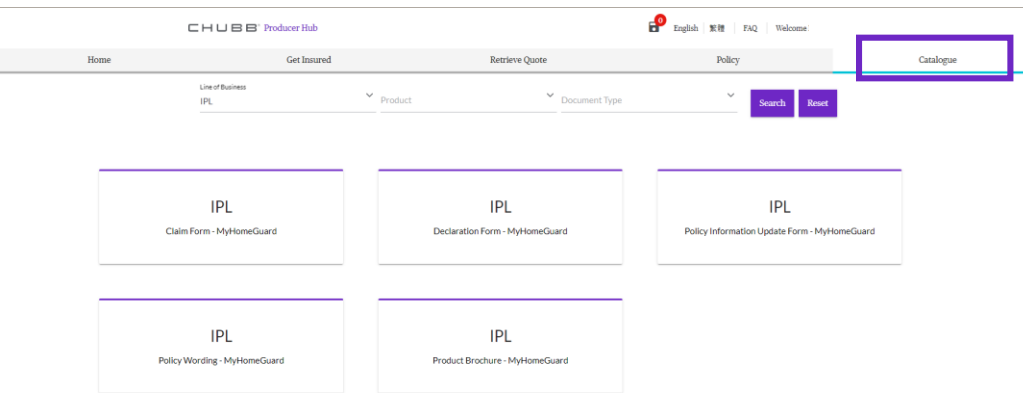 CHUBB® Producer Hub
0
English 繁體 FAQ Welcome
Home Get Insured Retrieve Quote Policy Catalogue
Line of Business
IPL Product Document Type Search Reset
IPL IPL IPL
Claim Form - MyHomeGuard Declaration Form - MyHomeGuard Policy Information Update Form - MyHomeGuard
IPL IPL
Policy Wording - MyHomeGuard Product Brochure - MyHomeGuard